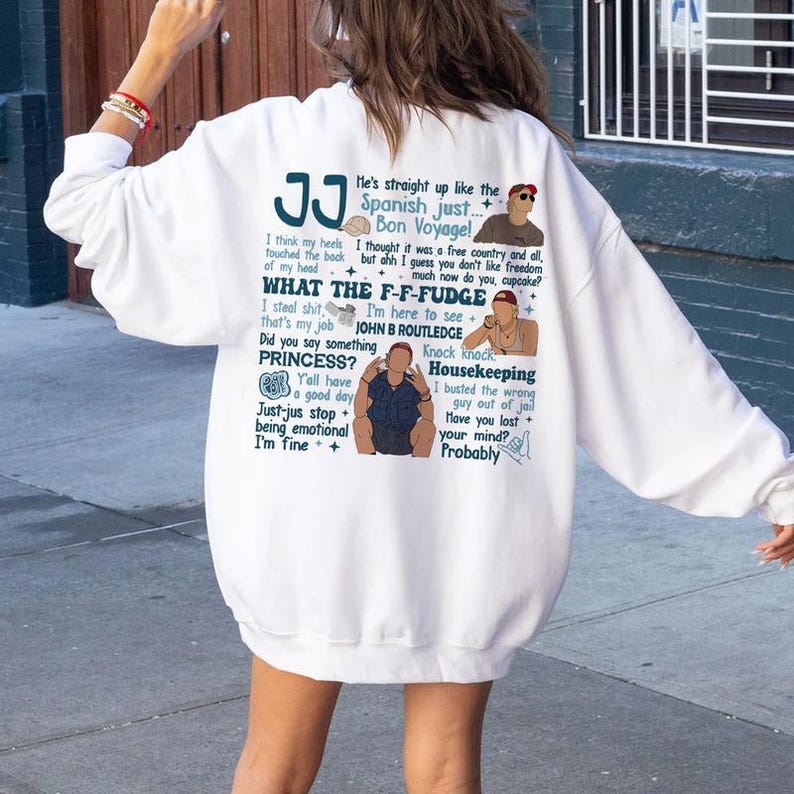 JJ
He's straight up like the
Spanish just...
Bon Voyage!
I think my heels
touched the back
of my head
I thought it was a free country and all,
but ahh I guess you don't like freedom
much now do you, cupcake?
WHAT THE F-F-FUDGE
I steal shit,
that's my job
I'm here to see
JOHN B ROUTLEDGE
Did you say something
PRINCESS?
Knock knock.
Housekeeping
Y'all have
a good day
I busted the wrong
guy out of jail
Just-jus stop
being emotional
I'm fine
Have you lost
your mind?
Probably